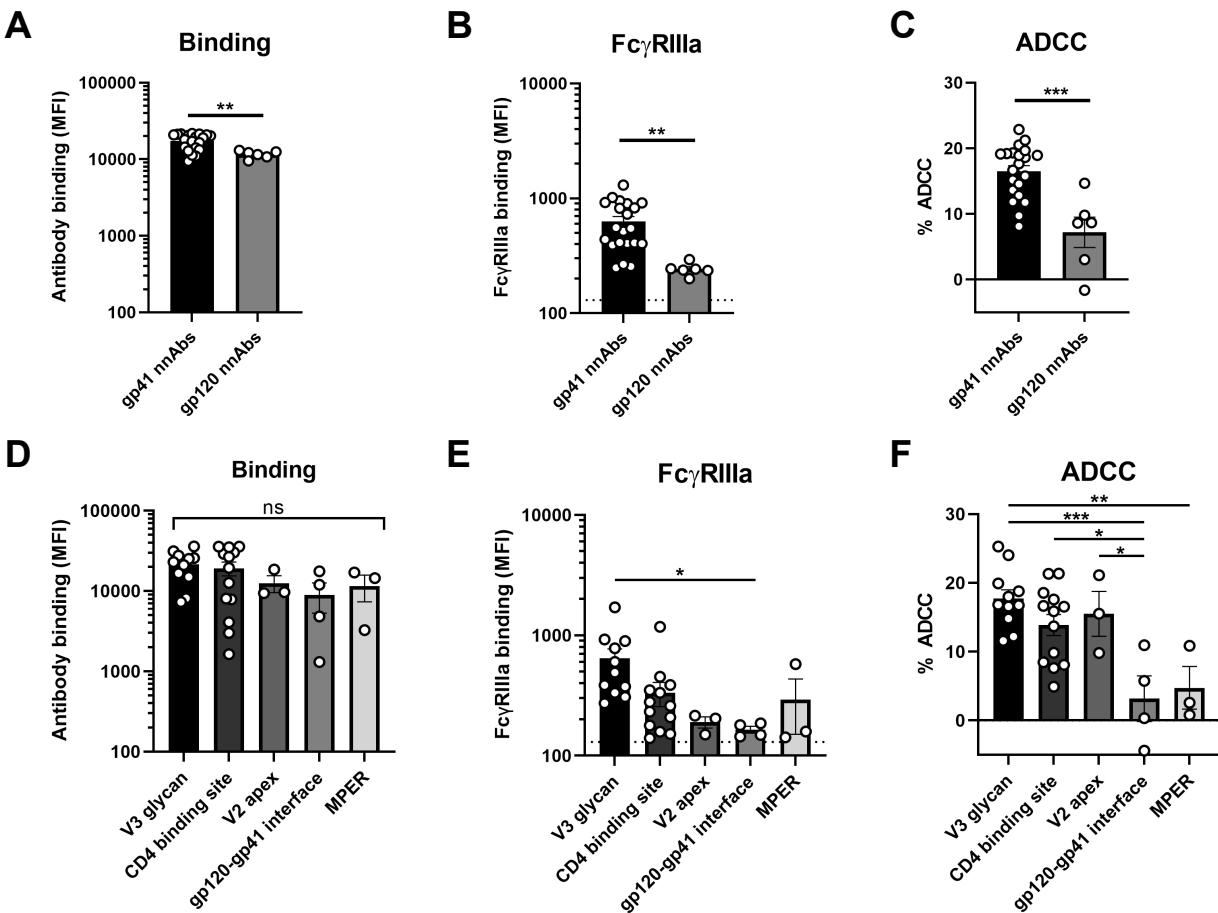 A
Binding
Antibody binding (MFI)
100000
10000
1000
100
**
gp41 nnAbs
gp120 nnAbs
B
FcγRIIIa
FcγRIIIa binding (MFI)
10000
1000
100
**
gp41 nnAbs
gp120 nnAbs
C
ADCC
% ADCC
30
20
10
0
***
gp41 nnAbs
gp120 nnAbs
D
Binding
Antibody binding (MFI)
100000
10000
1000
100
ns
V3 glycan
CD4 binding site
V2 apex
gp120-gp41 interface
MPER
E
FcγRIIIa
FcγRIIIa binding (MFI)
10000
1000
100
*
V3 glycan
CD4 binding site
V2 apex
gp120-gp41 interface
MPER
F
ADCC
% ADCC
30
20
10
0
**
***
*
*
V3 glycan
CD4 binding site
V2 apex
gp120-gp41 interface
MPER